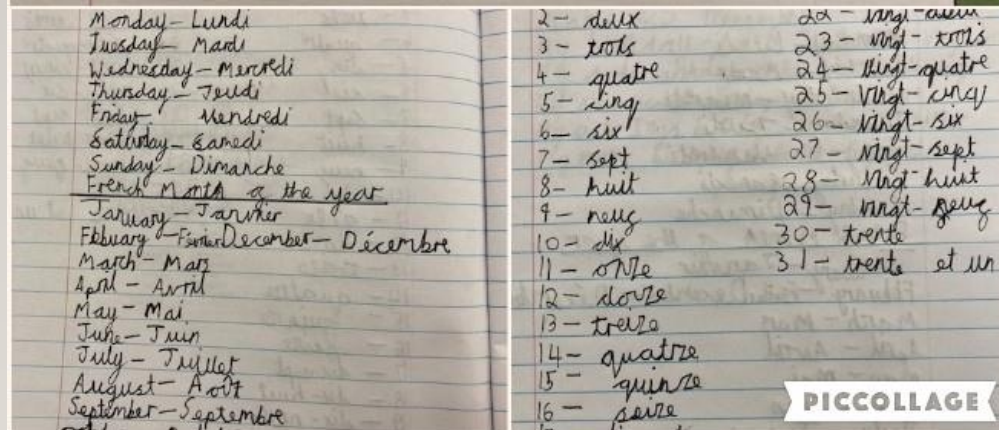 Monday - Lundi
Tuesday - Mardi
Wednesday - Mercredi
Thursday - Jeudi
Friday Vendredi
Saturday - Samedi
Sunday - Dimanche
French Month of the year
January - Janvier
Febuary - Février December - Décembre
March - Mars
April - Avril
May - Mai
June - Juin
July - Juillet
August - Août
September - Septembre
2 - deux
3 - trois
4 - quatre
5 - cinq
6 - six
7 - sept
8 - huit
9 - neuf
10 - dix
11 - onze
12 - douze
13 - treize
14 - quatrze
15 quinze
16 - seize
22 - vingt-deux
23 - vingt-trois
24 - vingt-quatre
25 - vingt-cinq
26 - vingt-six
27 - vingt-sept
28 - vingt-huit
29 - vingt-neuf
30 - trente
31 - trente et un
PICCOLLAGE